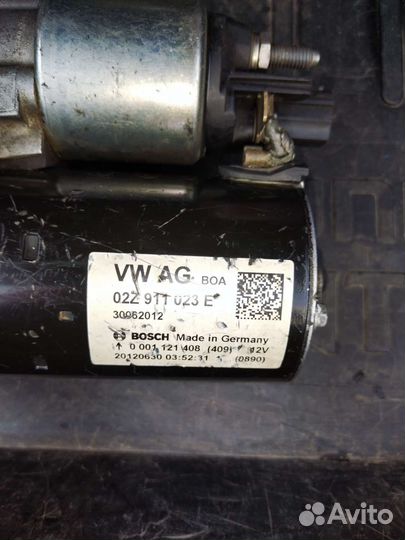 VW AG BOA
02Z 911 023 E
30062012
BOSCH Made in Germany
0 001 121 408 (409) 12V
20120630 03:52:31 (0890)
Avito